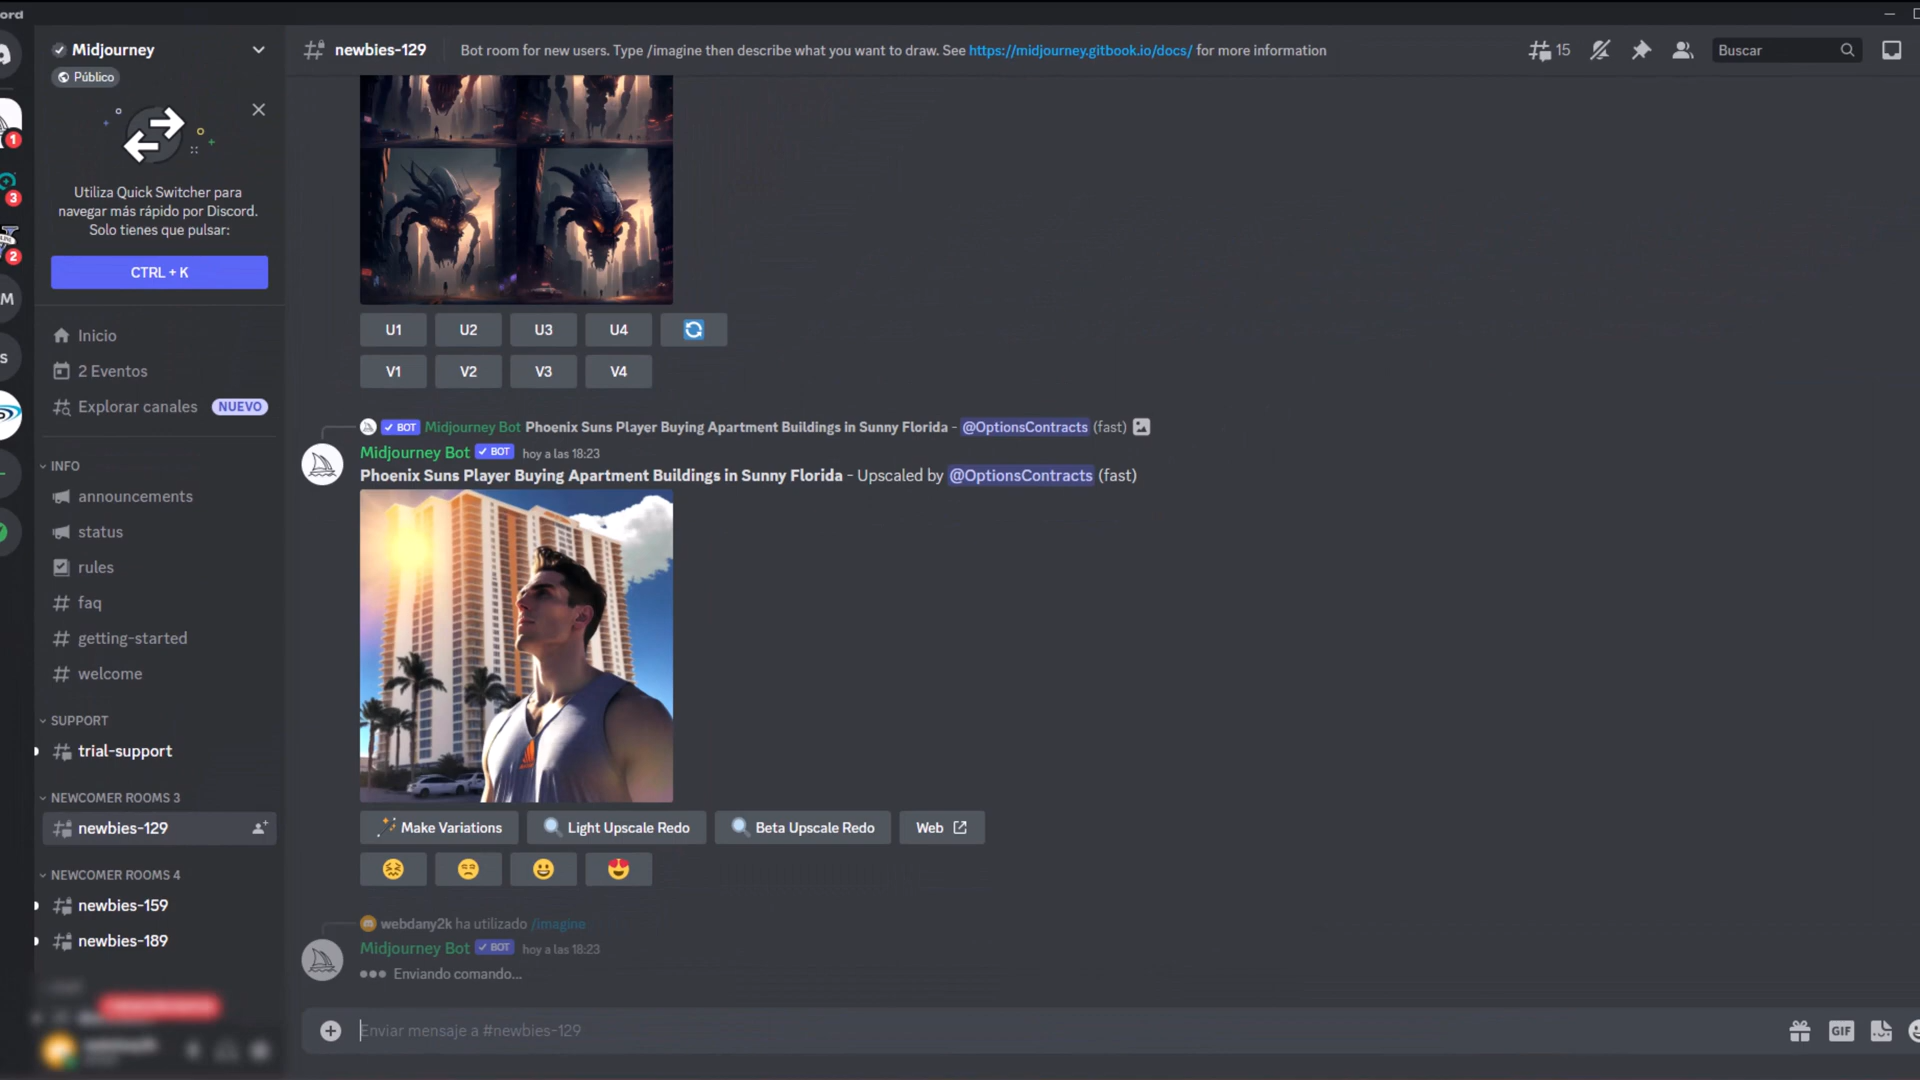 ord
Midjourney
Público
Utiliza Quick Switcher para
navegar más rápido por Discord.
Solo tienes que pulsar:
CTRL + K
Inicio
2 Eventos
Explorar canales NUEVO
INFO
announcements
status
rules
faq
getting-started
welcome
SUPPORT
trial-support
NEWCOMER ROOMS 3
newbies-129
NEWCOMER ROOMS 4
newbies-159
newbies-189
1
3
2
M
S
newbies-129 Bot room for new users. Type /imagine then describe what you want to draw. See https://midjourney.gitbook.io/docs/ for more information
15
Buscar
U1 U2 U3 U4
V1 V2 V3 V4
BOT Midjourney Bot Phoenix Suns Player Buying Apartment Buildings in Sunny Florida - @OptionsContracts (fast)
Midjourney Bot BOT hoy a las 18:23
Phoenix Suns Player Buying Apartment Buildings in Sunny Florida - Upscaled by @OptionsContracts (fast)
Make Variations Light Upscale Redo Beta Upscale Redo Web
webdany2k ha utilizado /imagine
Midjourney Bot BOT hoy a las 18:23
Enviando comando...
Enviar mensaje a #newbies-129
GIF